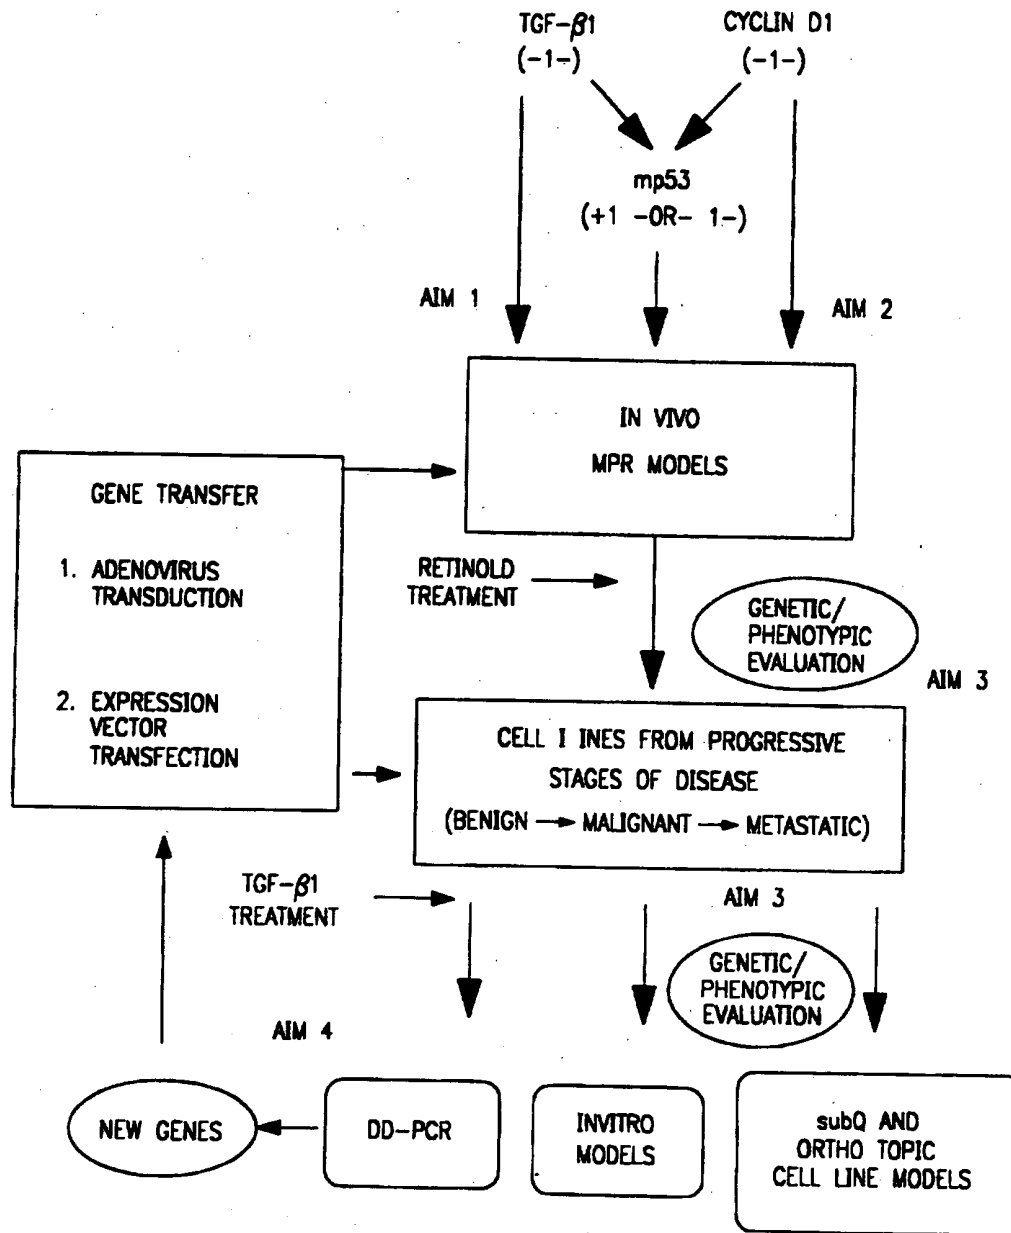 TGF-β1
(-1-)
CYCLIN D1
(-1-)
mp53
(+1 -OR- 1-)
AIM 1
AIM 2
IN VIVO
MPR MODELS
GENE TRANSFER
1. ADENOVIRUS
TRANSDUCTION
2. EXPRESSION
VECTOR
TRANSFECTION
RETINOLD
TREATMENT
GENETIC/
PHENOTYPIC
EVALUATION
AIM 3
CELL I INES FROM PROGRESSIVE
STAGES OF DISEASE
(BENIGN → MALIGNANT → METASTATIC)
TGF-β1
TREATMENT
AIM 3
GENETIC/
PHENOTYPIC
EVALUATION
AIM 4
NEW GENES
DD-PCR
INVITRO
MODELS
subQ AND
ORTHO TOPIC
CELL LINE MODELS